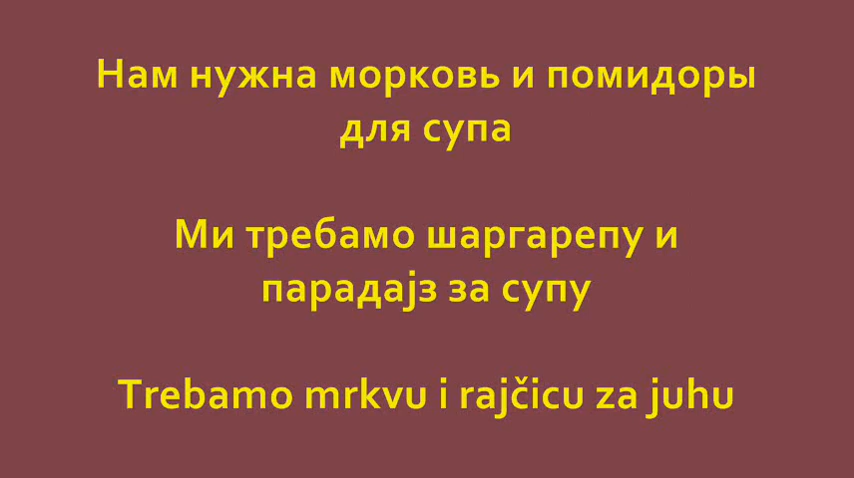 Нам нужна морковь и помидоры
для супа
Ми требамо шаргарепу и
парадајз за супу
Trebamo mrkvu i rajčicu za juhu